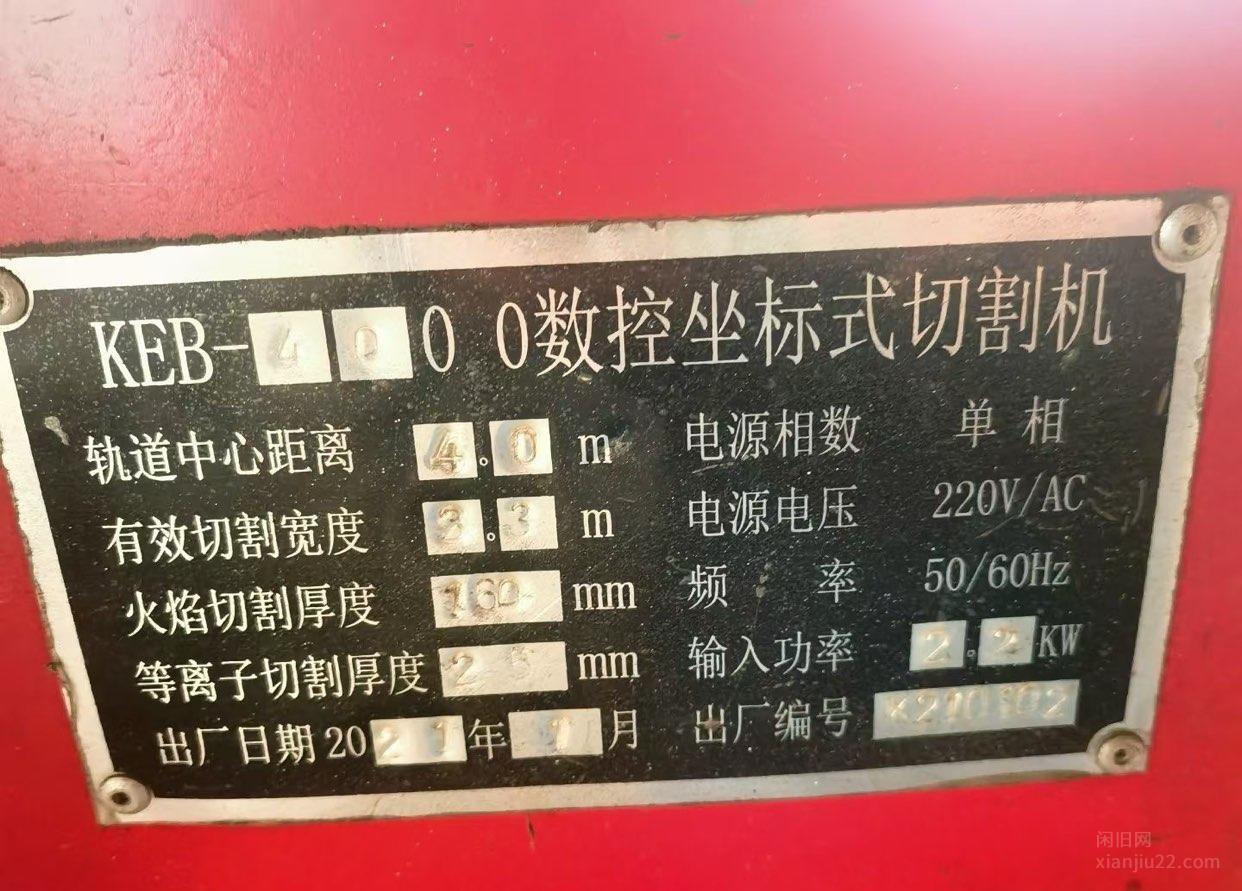 KEB-4000数控坐标式切割机
轨道中心距离 4.0 m 电源相数 单相
有效切割宽度 3.3 m 电源电压 220V/AC
火焰切割厚度 160 mm 频率 50/60Hz
等离子切割厚度 25 mm 输入功率 2.2KW
出厂日期2021年1月 出厂编号
闲旧网
xianjiu22.com